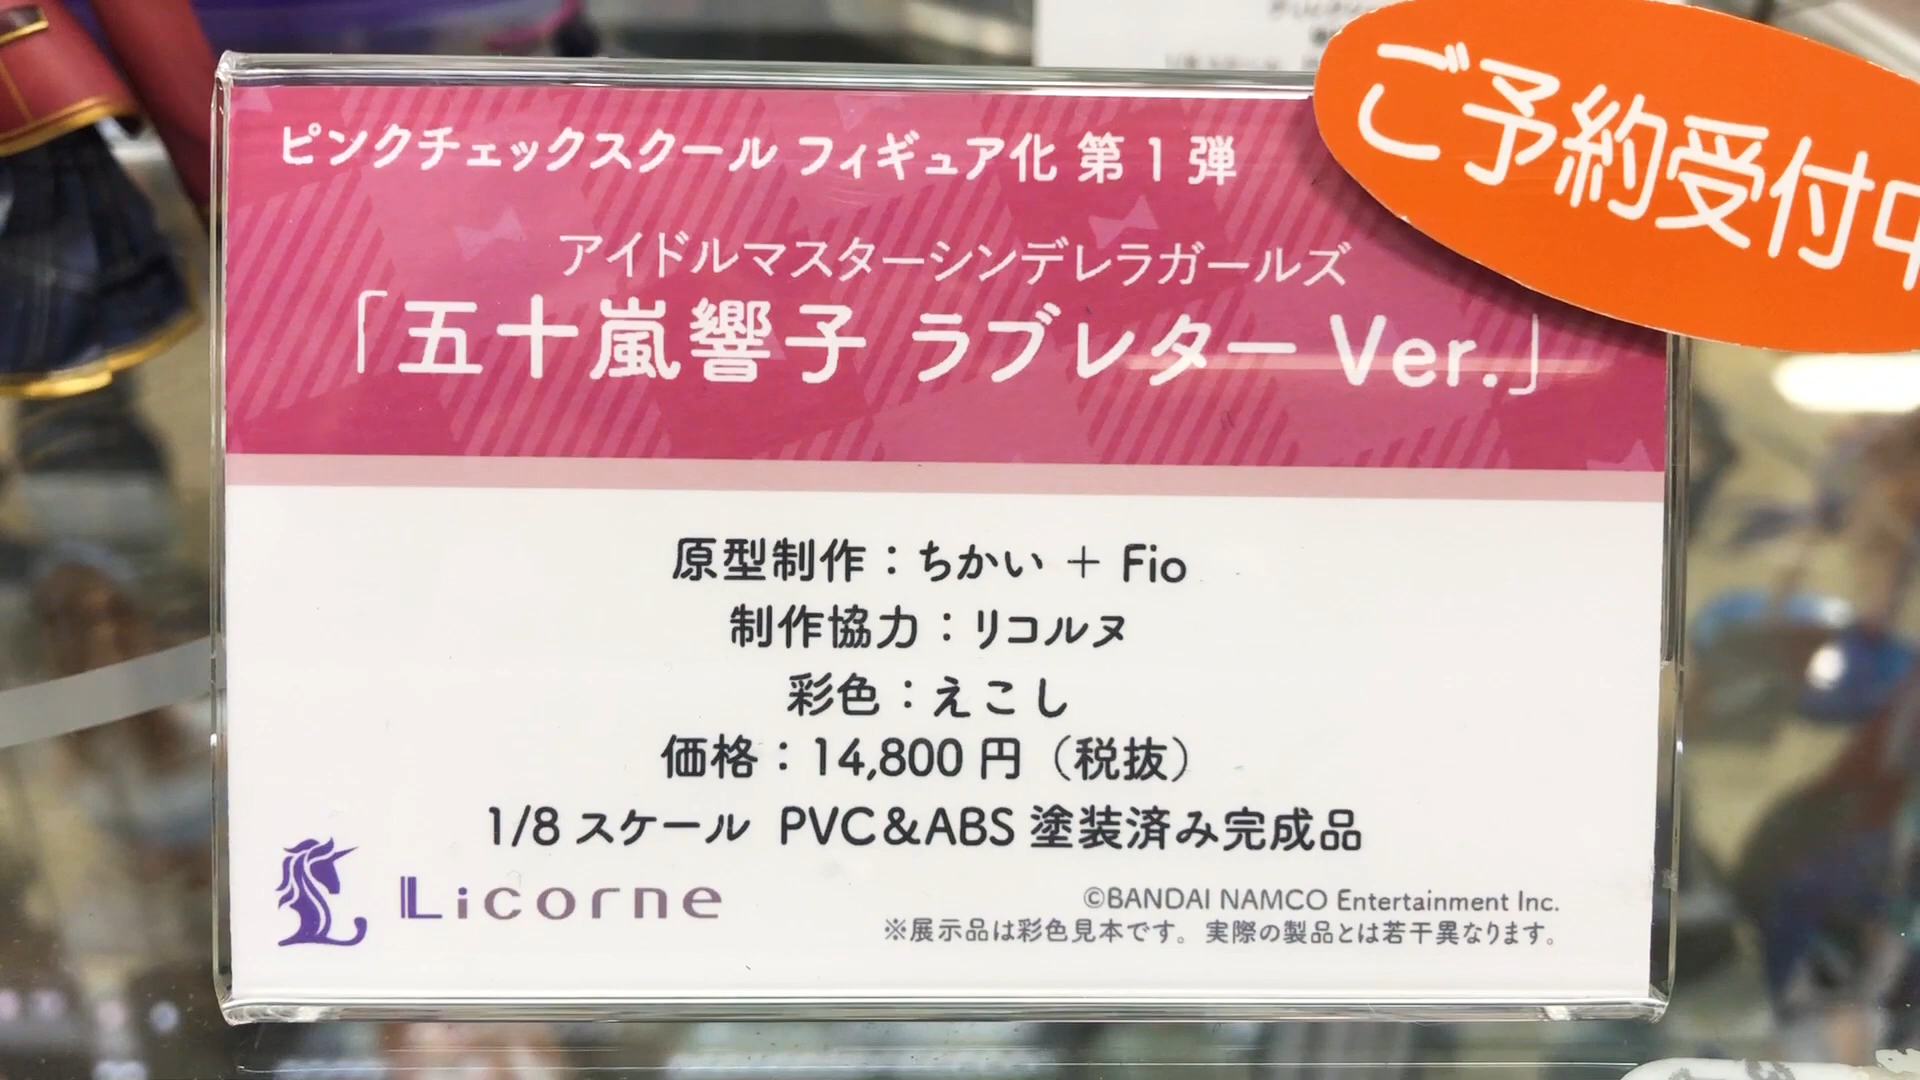 ピンクチェックスクール フィギュア化 第1弾
ご予約受付中
アイドルマスターシンデレラガールズ
「五十嵐響子 ラブレター Ver.」
原型制作：ちかい + Fio
制作協力：リコルヌ
彩色：えこし
価格：14,800円（税抜）
1/8スケール PVC&ABS 塗装済み完成品
Licorne
©BANDAI NAMCO Entertainment Inc.
※展示品は彩色見本です。実際の製品とは若干異なります。